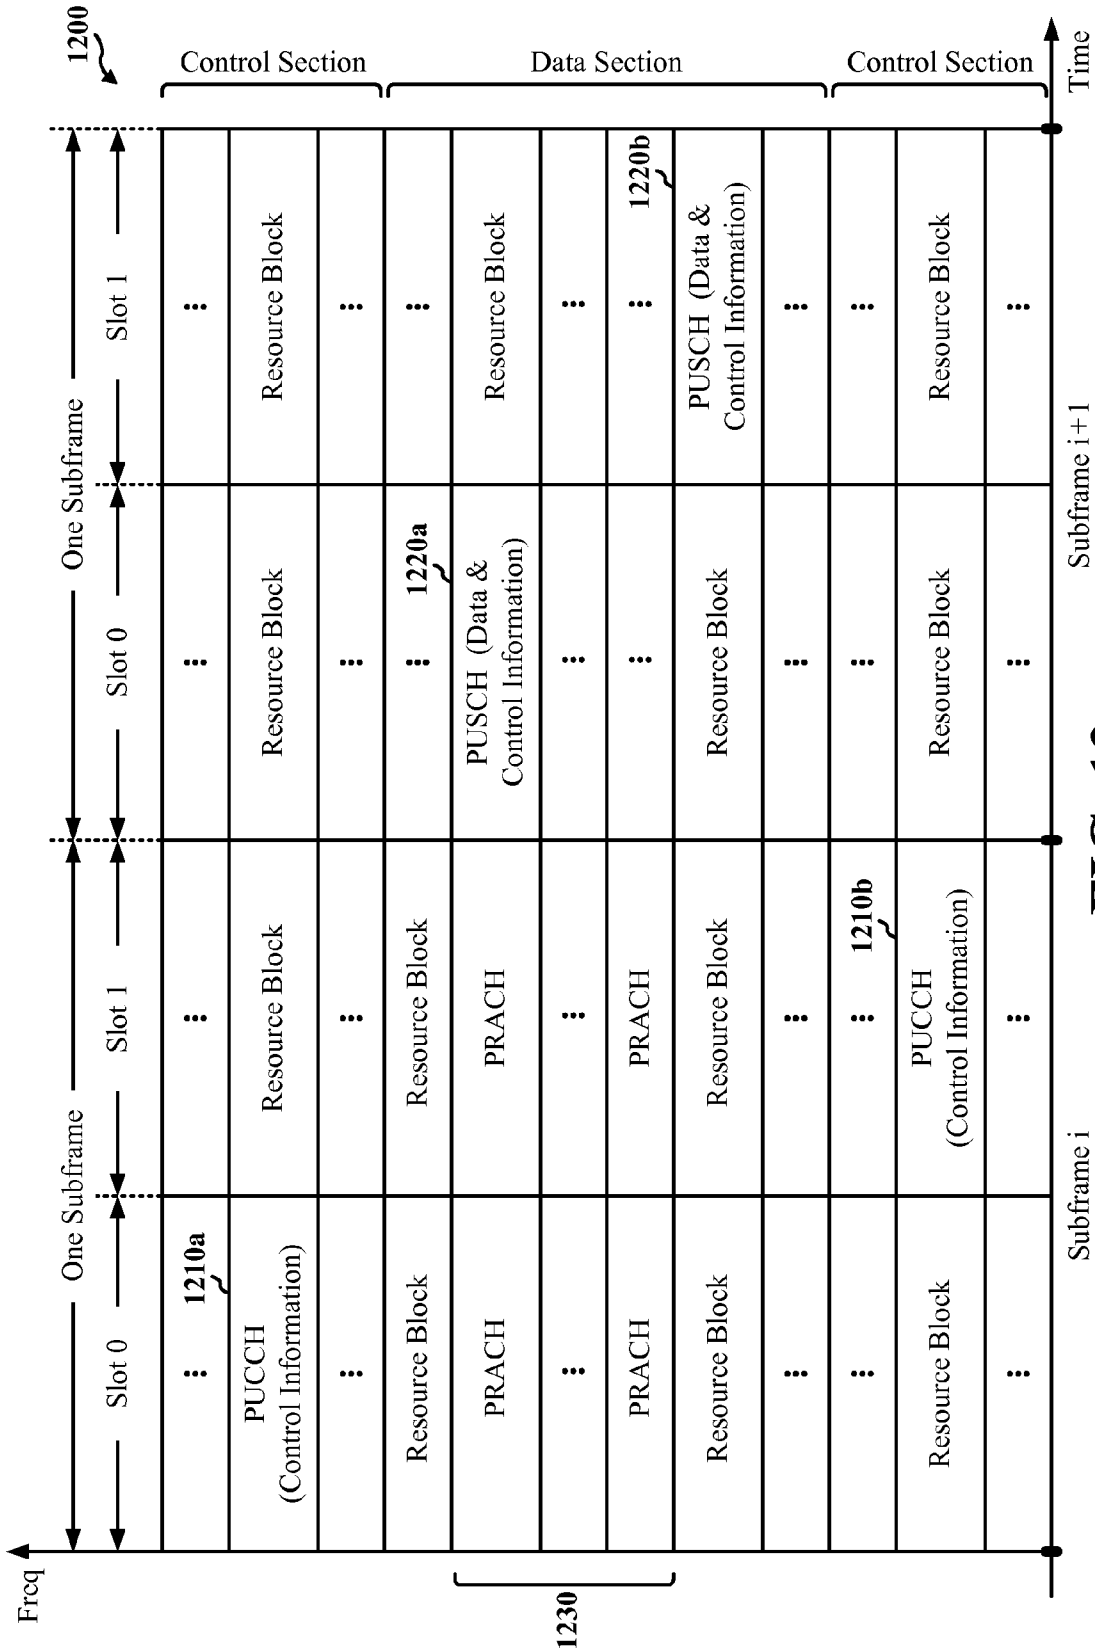 Freq
1200
One Subframe
One Subframe
Slot 0
Slot 1
Slot 0
Slot 1
1210a
Control Section
PUCCH
(Control Information)
Resource Block
Resource Block
Resource Block
Resource Block
Resource Block
1220a
Data Section
1230
PRACH
PRACH
PUSCH (Data &
Control Information)
Resource Block
PRACH
PRACH
1220b
Resource Block
Resource Block
Resource Block
PUSCH (Data &
Control Information)
1210b
Control Section
Resource Block
PUCCH
(Control Information)
Resource Block
Resource Block
Subframe i
Subframe i+1
Time